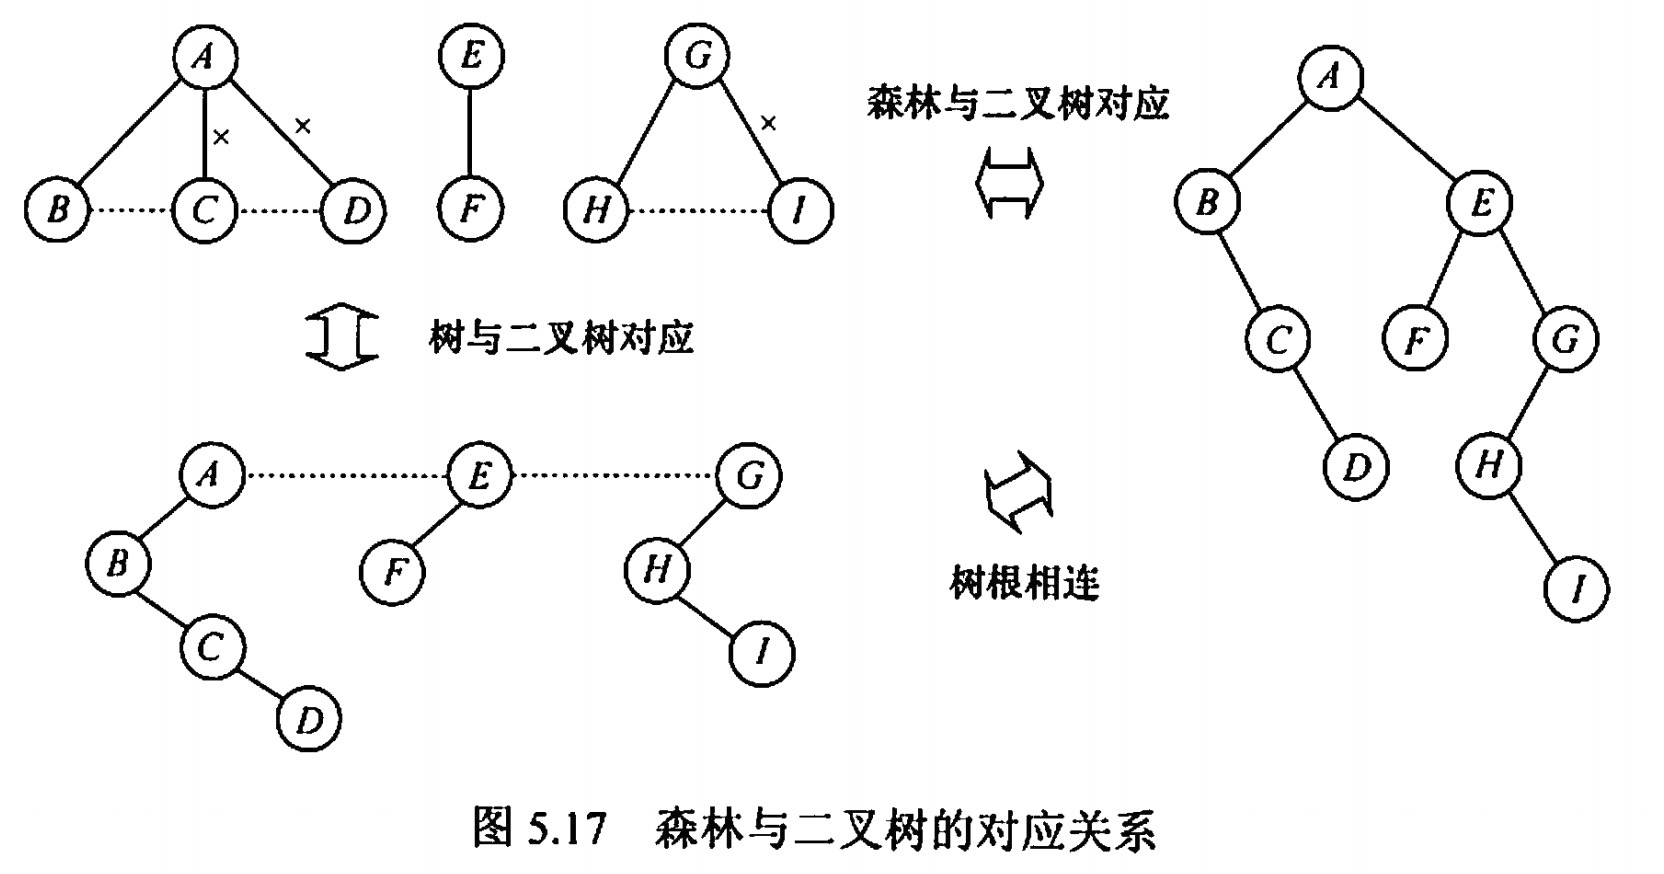 A E G
× × ×
B C D F H I
森林与二叉树对应
A
B E
C F G
D H
I
树与二叉树对应
A E G
B F H
C I
D
树根相连
图 5.17 森林与二叉树的对应关系